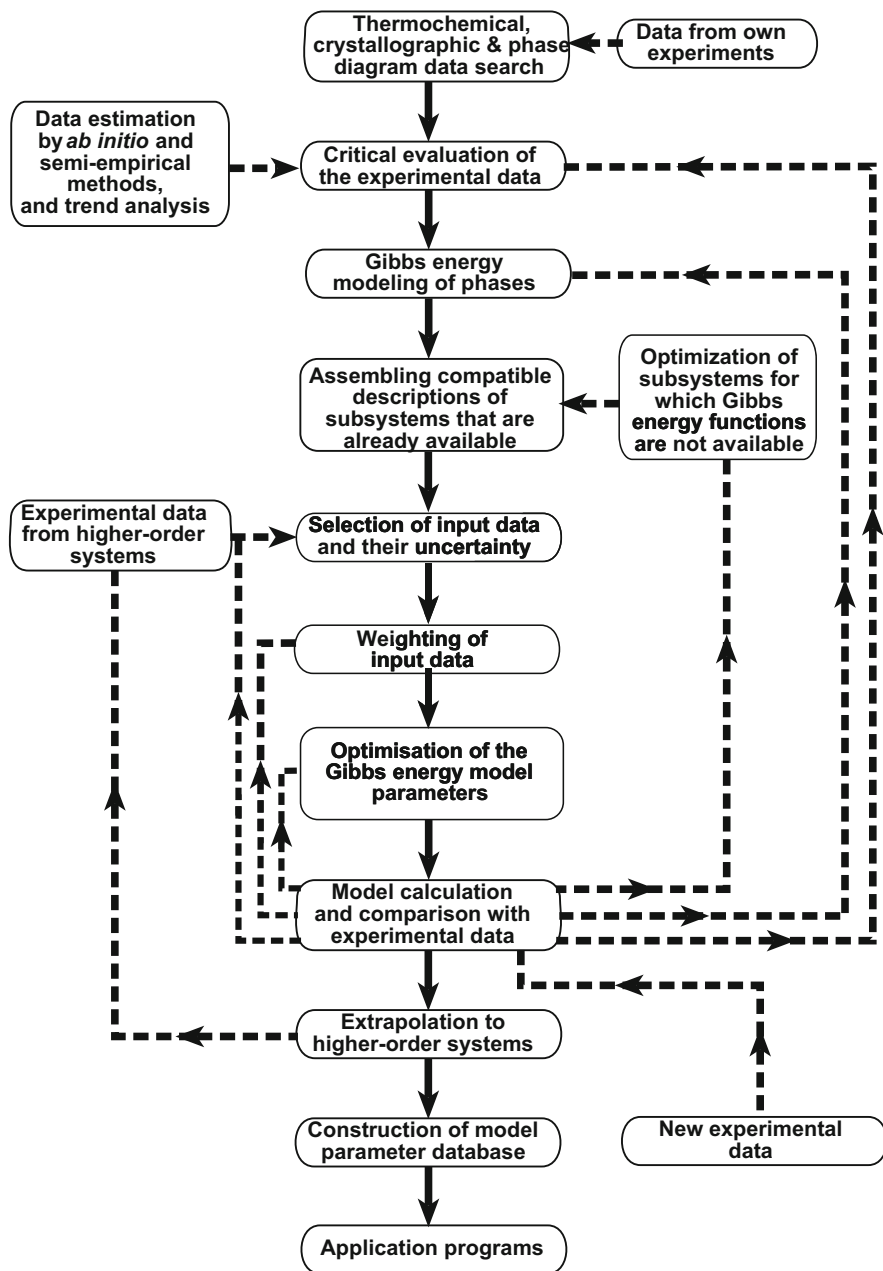 Thermochemical,
crystallographic & phase
diagram data search
Data from own
experiments
Data estimation
by ab initio and
semi-empirical
methods,
and trend analysis
Critical evaluation of
the experimental data
Gibbs energy
modeling of phases
Assembling compatible
descriptions of
subsystems that are
already available
Optimization of
subsystems for
which Gibbs
energy functions
are not available
Experimental data
from higher-order
systems
Selection of input data
and their uncertainty
Weighting of
input data
Optimisation of the
Gibbs energy model
parameters
Model calculation
and comparison with
experimental data
Extrapolation to
higher-order systems
Construction of model
parameter database
New experimental
data
Application programs